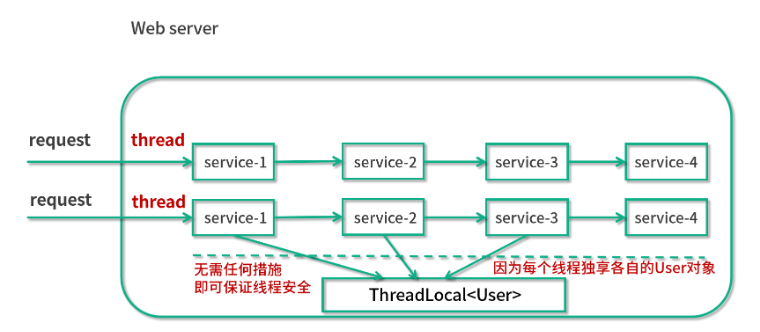 Web server
request
thread
service-1
service-2
service-3
service-4
request
thread
service-1
service-2
service-3
service-4
无需任何措施
即可保证线程安全
因为每个线程独享各自的User对象
ThreadLocal<User>